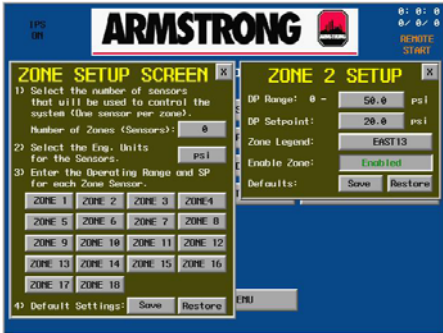 IPS
ON
ARMSTRONG
ARMSTRONG
0: 0: 0
0/ 0/ 0
REMOTE
START
ZONE SETUP SCREEN X
1) Select the number of sensors
that will be used to control the
system (One sensor per zone).
Number of Zones (Sensors): 0
2) Select the Eng. Units
for the Sensors. psi
3) Enter the Operating Range and SP
for each Zone Sensor.
ZONE 1 ZONE 2 ZONE 3 ZONE4
ZONE 5 ZONE 6 ZONE 7 ZONE 8
ZONE 9 ZONE 10 ZONE 11 ZONE 12
ZONE 13 ZONE 14 ZONE 15 ZONE 16
ZONE 17 ZONE 18
4) Default Settings: Save Restore
ZONE 2 SETUP X
DP Range: 0 - 50.0 psi
DP Setpoint: 20.0 psi
Zone Legend: EAST13
Enable Zone: Enabled
Defaults: Save Restore
ENU